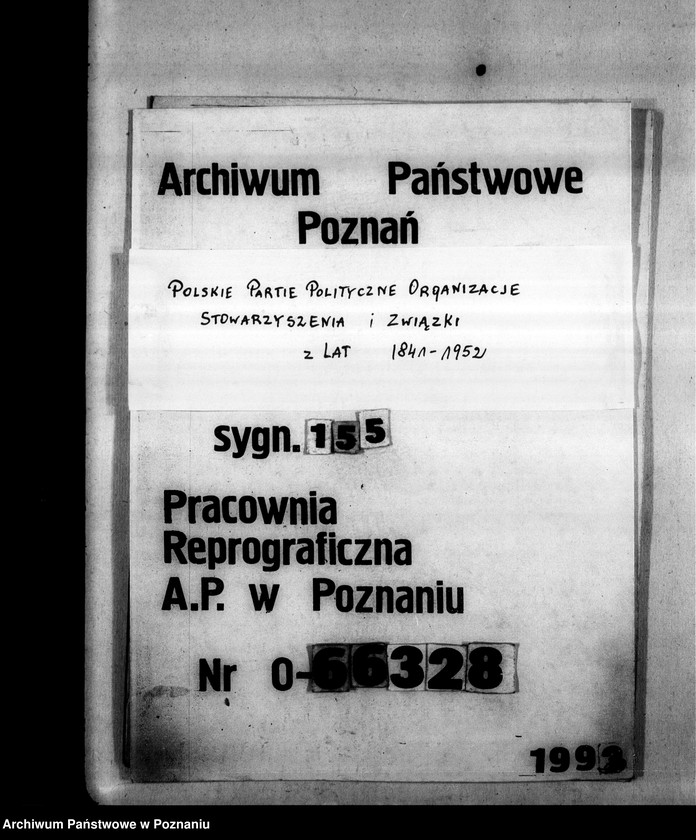 Archiwum Państwowe
Poznań
POLSKIE PARTIE POLITYCZNE ORGANIZACJE
STOWARZYSZENIA i ZWIĄZKI
z LAT 1841-1952
sygn. 155
Pracownia
Reprograficzna
A.P. w Poznaniu
Nr O-66328
Archiwum Państwowe w Poznaniu